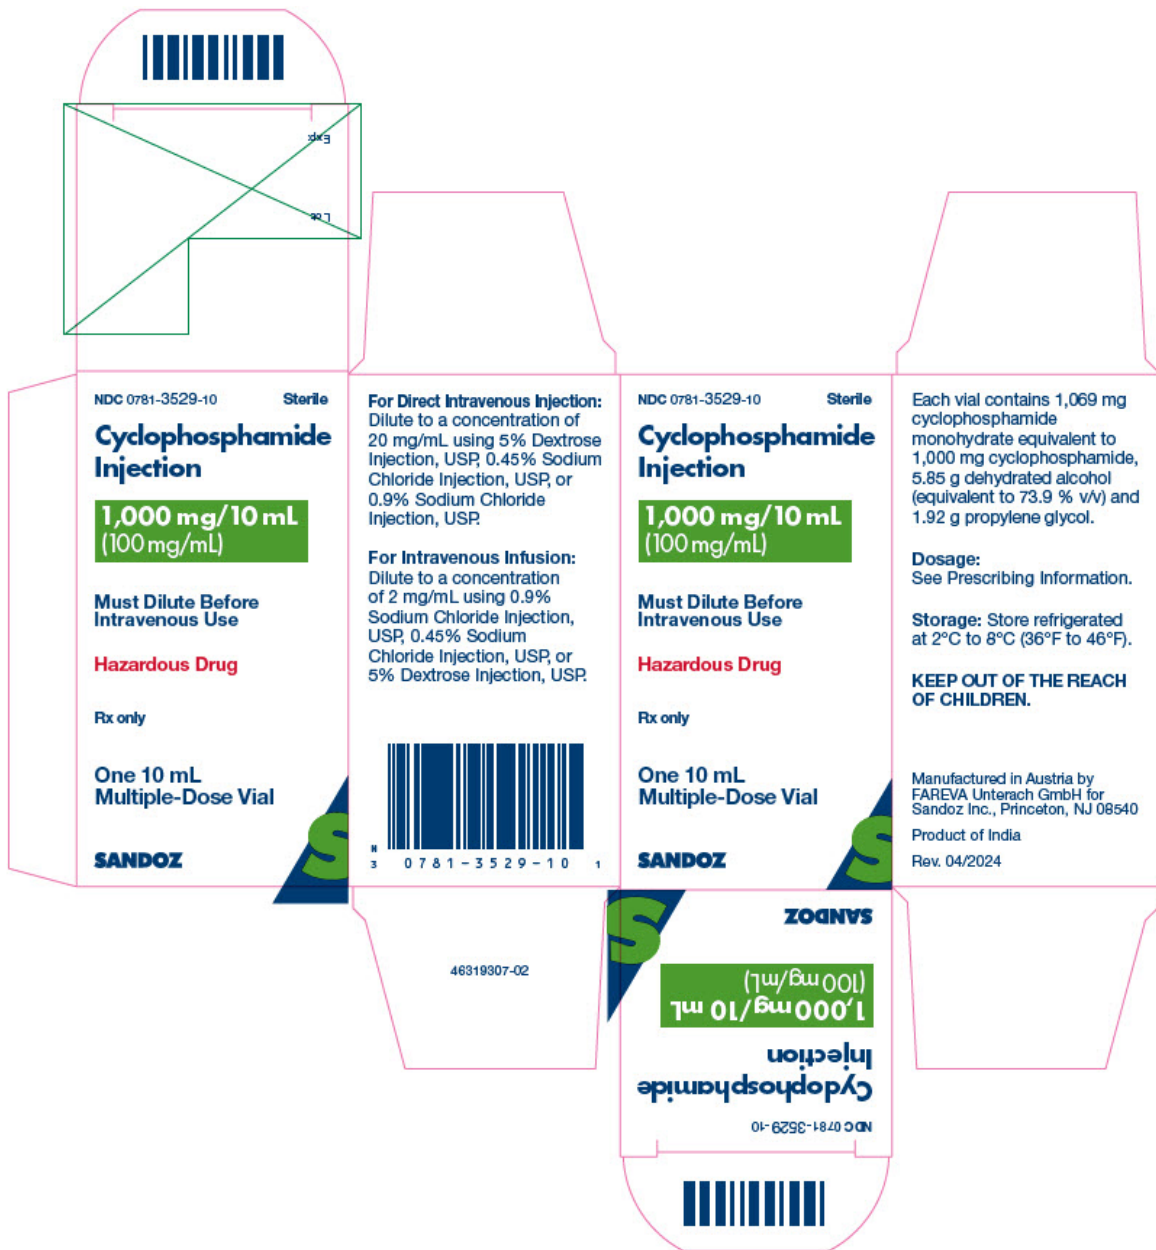 Exp:
Lot:
NDC 0781-3529-10 Sterile
Cyclophosphamide
Injection
1,000 mg/10 mL
(100 mg/mL)
Must Dilute Before
Intravenous Use
Hazardous Drug
Rx only
One 10 mL
Multiple-Dose Vial
SANDOZ
S
For Direct Intravenous Injection:
Dilute to a concentration of
20 mg/mL using 5% Dextrose
Injection, USP, 0.45% Sodium
Chloride Injection, USP, or
0.9% Sodium Chloride
Injection, USP.
For Intravenous Infusion:
Dilute to a concentration
of 2 mg/mL using 0.9%
Sodium Chloride Injection,
USP, 0.45% Sodium
Chloride Injection, USP, or
5% Dextrose Injection, USP.
N
3 0781-3529-10 1
46319307-02
NDC 0781-3529-10 Sterile
Cyclophosphamide
Injection
1,000 mg/10 mL
(100 mg/mL)
Must Dilute Before
Intravenous Use
Hazardous Drug
Rx only
One 10 mL
Multiple-Dose Vial
SANDOZ
S
Each vial contains 1,069 mg
cyclophosphamide
monohydrate equivalent to
1,000 mg cyclophosphamide,
5.85 g dehydrated alcohol
(equivalent to 73.9 % v/v) and
1.92 g propylene glycol.
Dosage:
See Prescribing Information.
Storage: Store refrigerated
at 2°C to 8°C (36°F to 46°F).
KEEP OUT OF THE REACH
OF CHILDREN.
Manufactured in Austria by
FAREVA Unterach GmbH for
Sandoz Inc., Princeton, NJ 08540
Product of India
Rev. 04/2024
NDC 0781-3529-10
Cyclophosphamide
Injection
1,000 mg/10 mL
(100 mg/mL)
SANDOZ
S